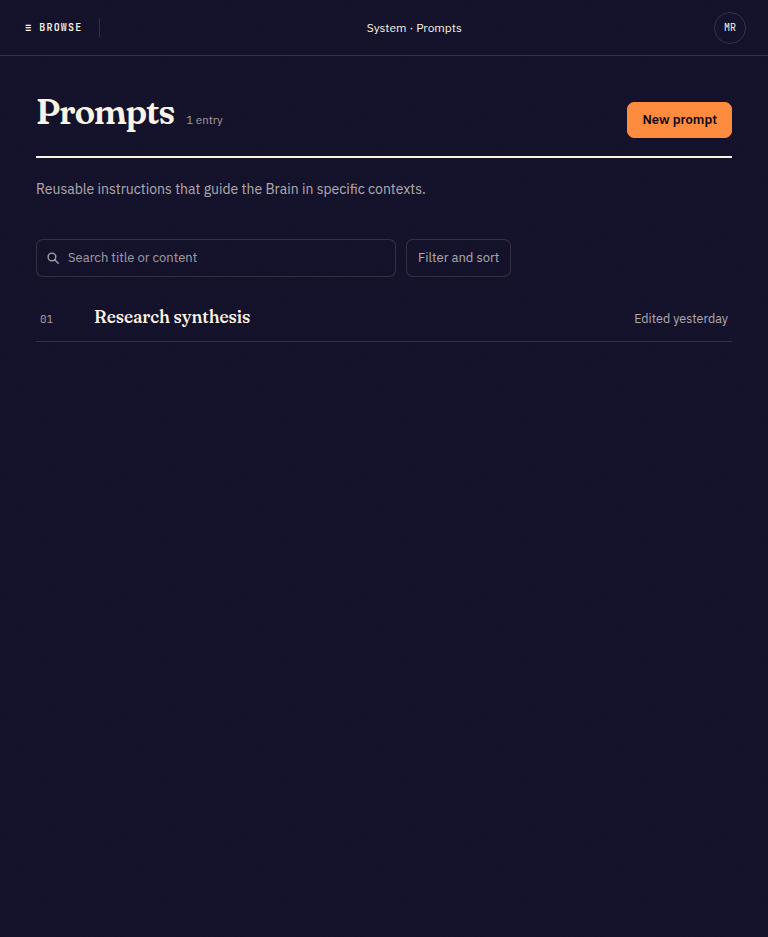 ≡ BROWSE
System · Prompts
MR
Prompts
1 entry
New prompt
Reusable instructions that guide the Brain in specific contexts.
Search title or content
Filter and sort
01 Research synthesis Edited yesterday